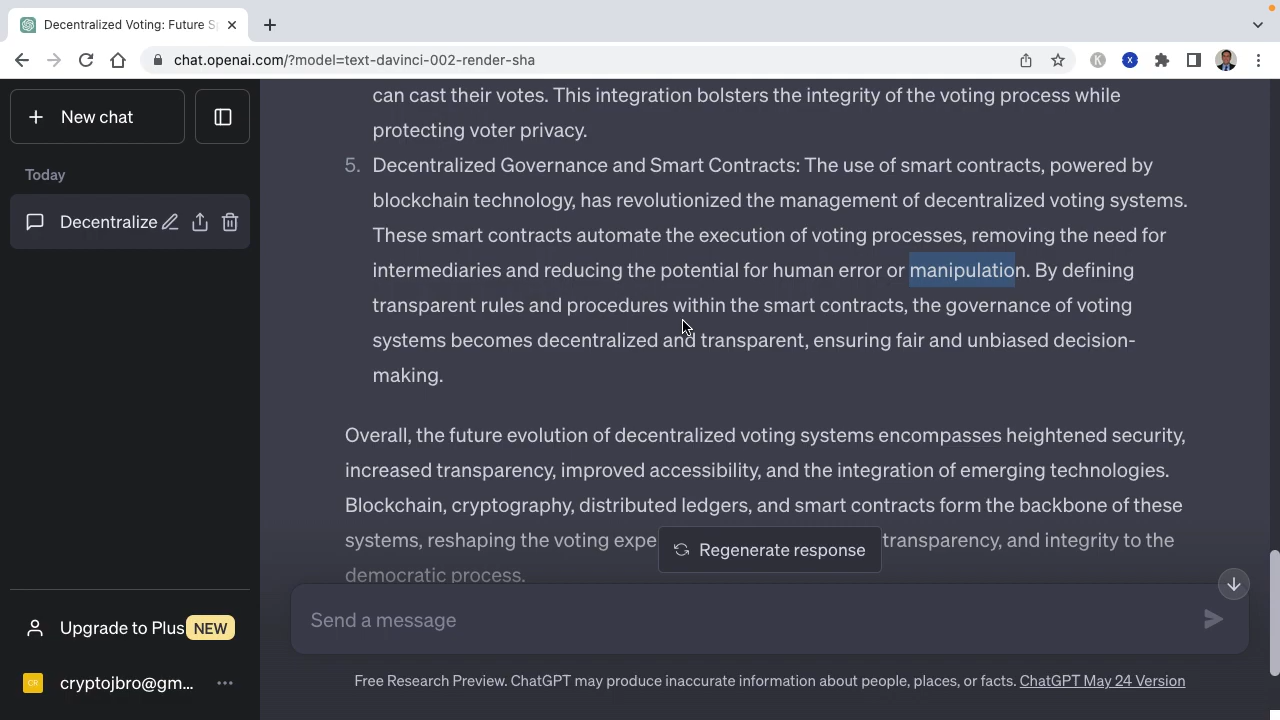 Decentralized Voting: Future S
chat.openai.com/?model=text-davinci-002-render-sha
K
X
New chat
Today
Decentralize
can cast their votes. This integration bolsters the integrity of the voting process while
protecting voter privacy.
5. Decentralized Governance and Smart Contracts: The use of smart contracts, powered by
blockchain technology, has revolutionized the management of decentralized voting systems.
These smart contracts automate the execution of voting processes, removing the need for
intermediaries and reducing the potential for human error or manipulation. By defining
transparent rules and procedures within the smart contracts, the governance of voting
systems becomes decentralized and transparent, ensuring fair and unbiased decision-
making.
Overall, the future evolution of decentralized voting systems encompasses heightened security,
increased transparency, improved accessibility, and the integration of emerging technologies.
Blockchain, cryptography, distributed ledgers, and smart contracts form the backbone of these
systems, reshaping the voting expe transparency, and integrity to the
Regenerate response
democratic process.
Send a message
Upgrade to Plus NEW
CR cryptojbro@gm...
Free Research Preview. ChatGPT may produce inaccurate information about people, places, or facts. ChatGPT May 24 Version